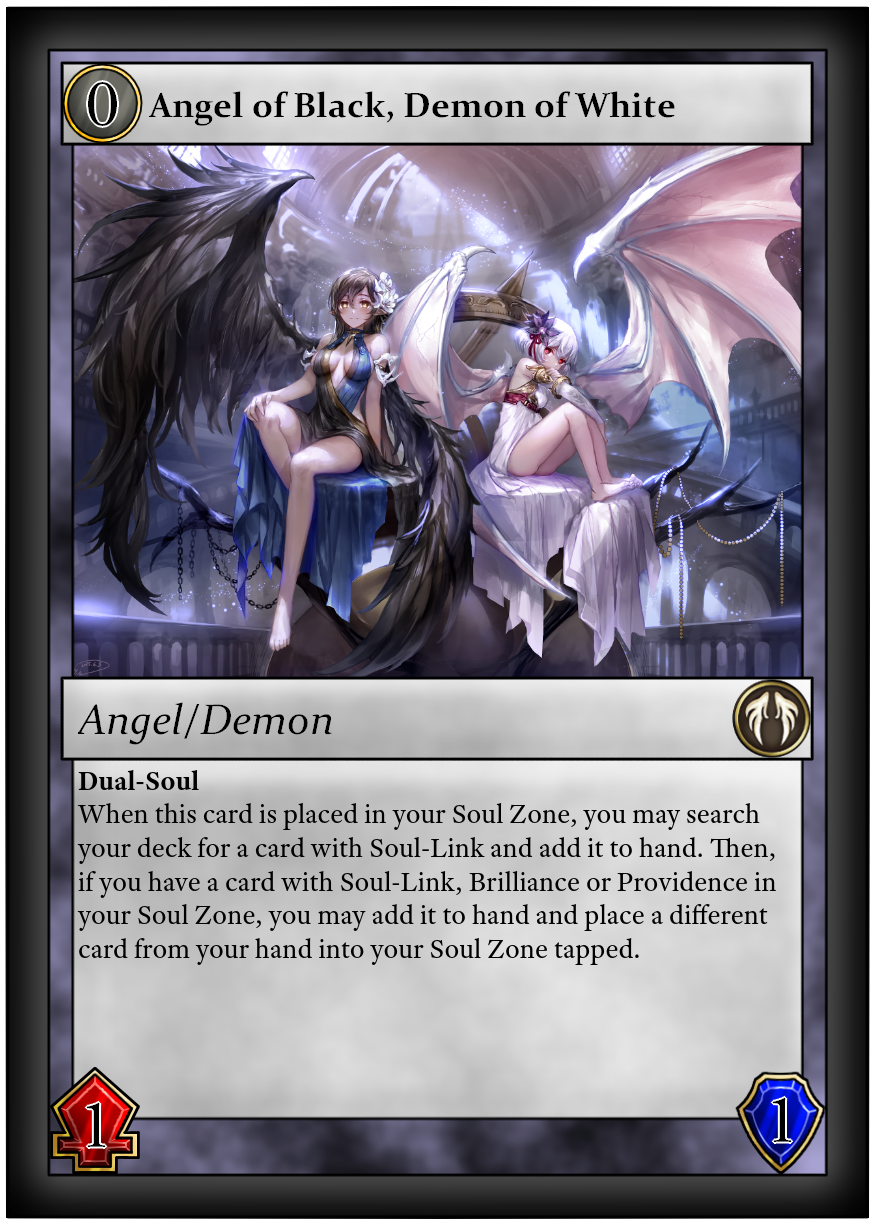 0 Angel of Black, Demon of White
Angel/Demon
Dual-Soul
When this card is placed in your Soul Zone, you may search
your deck for a card with Soul-Link and add it to hand. Then,
if you have a card with Soul-Link, Brilliance or Providence in
your Soul Zone, you may add it to hand and place a different
card from your hand into your Soul Zone tapped.
1 1